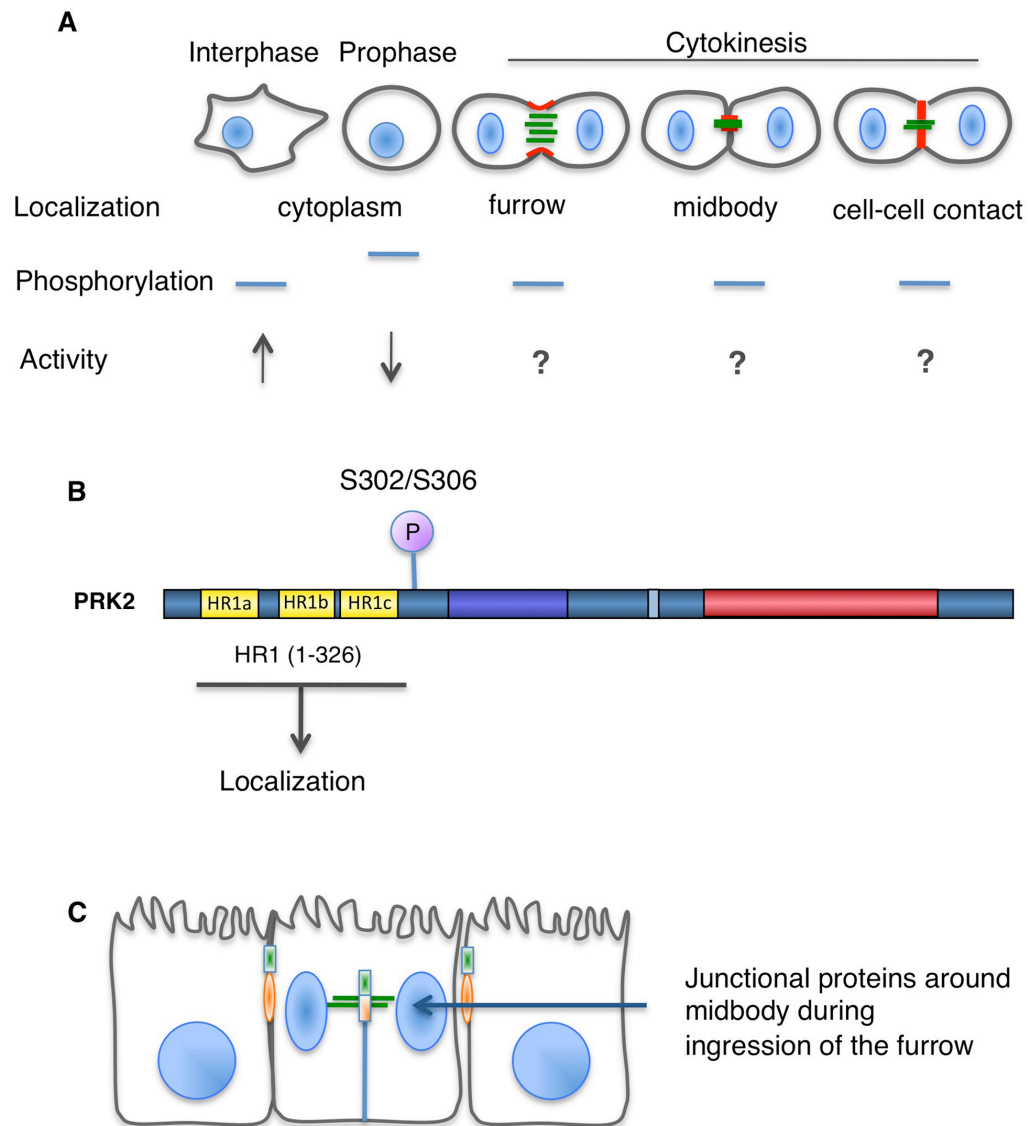 A
Interphase Prophase Cytokinesis
Localization cytoplasm furrow midbody cell-cell contact
Phosphorylation
Activity ? ? ?
B
S302/S306
P
PRK2 HR1a HR1b HR1c
HR1 (1-326)
Localization
C
Junctional proteins around
midbody during
ingression of the furrow